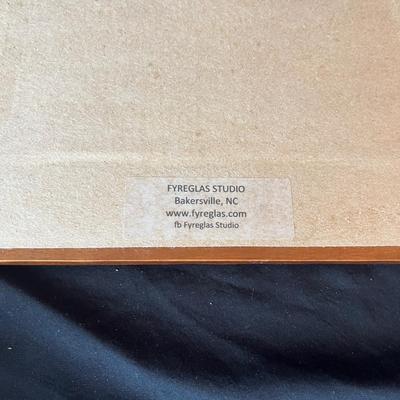 FYREGLAS STUDIO
Bakersville, NC
www.fyreglas.com
fb Fyreglas Studio